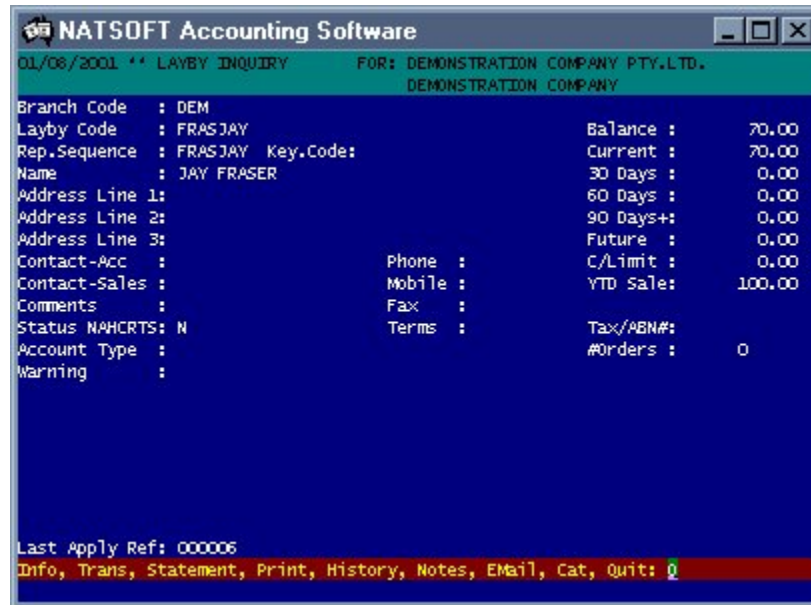 NATSOFT Accounting Software
01/08/2001 ** LAYBY INQUIRY FOR: DEMONSTRATION COMPANY PTY.LTD.
DEMONSTRATION COMPANY
Branch Code : DEM
Layby Code : FRASJAY Balance : 70.00
Rep.Sequence : FRASJAY Key.Code: Current : 70.00
Name : JAY FRASER 30 Days : 0.00
Address Line 1: 60 Days : 0.00
Address Line 2: 90 Days+: 0.00
Address Line 3: Future : 0.00
Contact-Acc : Phone : C/Limit : 0.00
Contact-Sales : Mobile : YTD Sale: 100.00
Comments : Fax :
Status NAHCRTS: N Terms : Tax/ABN#:
Account Type : #Orders : 0
Warning :
Last Apply Ref: 000006
Info, Trans, Statement, Print, History, Notes, EMail, Cat, Quit: Q